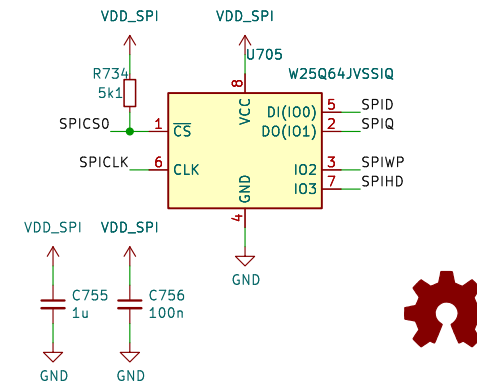 VDD_SPI
VDD_SPI
U705
R734
5k1
W25Q64JVSSIQ
8
VCC
DI(IO0)
5
SPID
SPICS0
1
CS
DO(IO1)
2
SPIQ
SPICLK
6
CLK
IO2
3
SPIWP
GND
IO3
7
SPIHD
4
VDD_SPI
VDD_SPI
GND
C755
1u
C756
100n
GND
GND